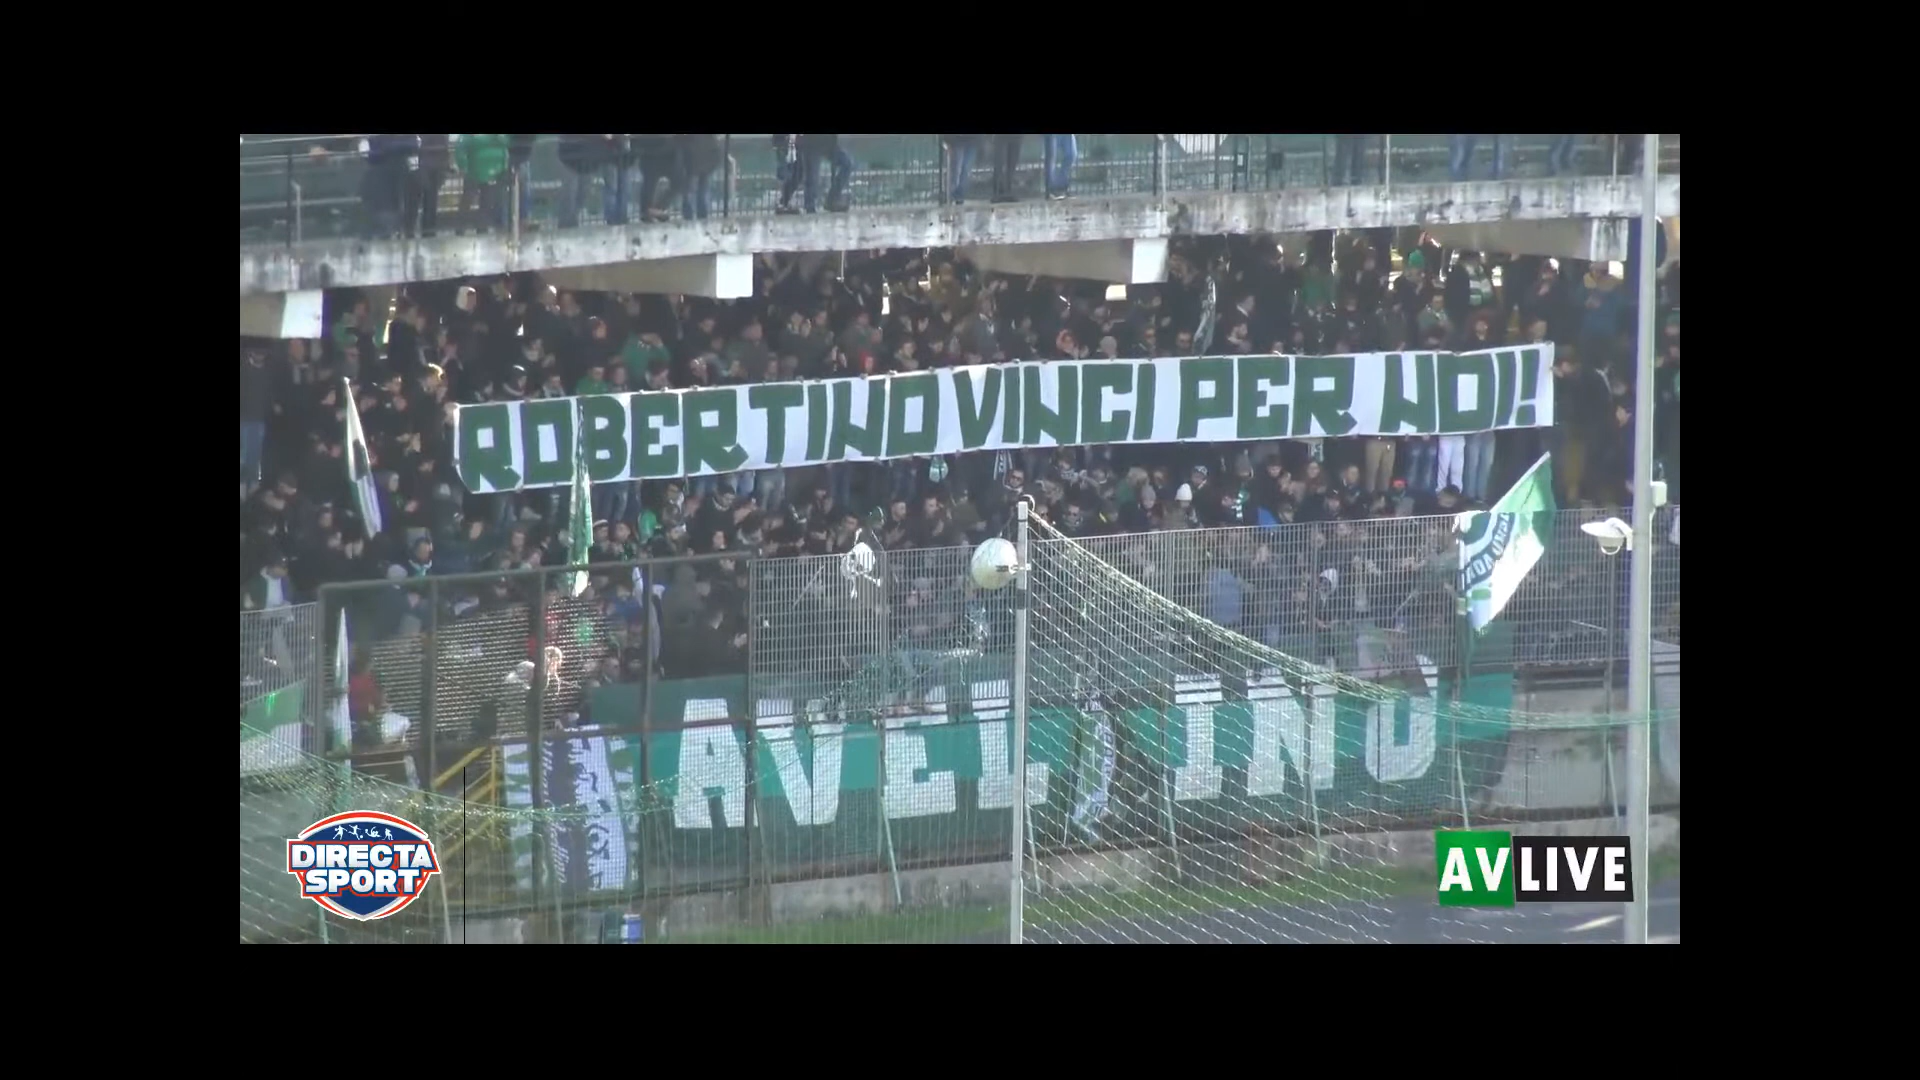 ROBERTINO VINCI PER NOI!
AVELLINO
DIRECTA
SPORT
AVLIVE